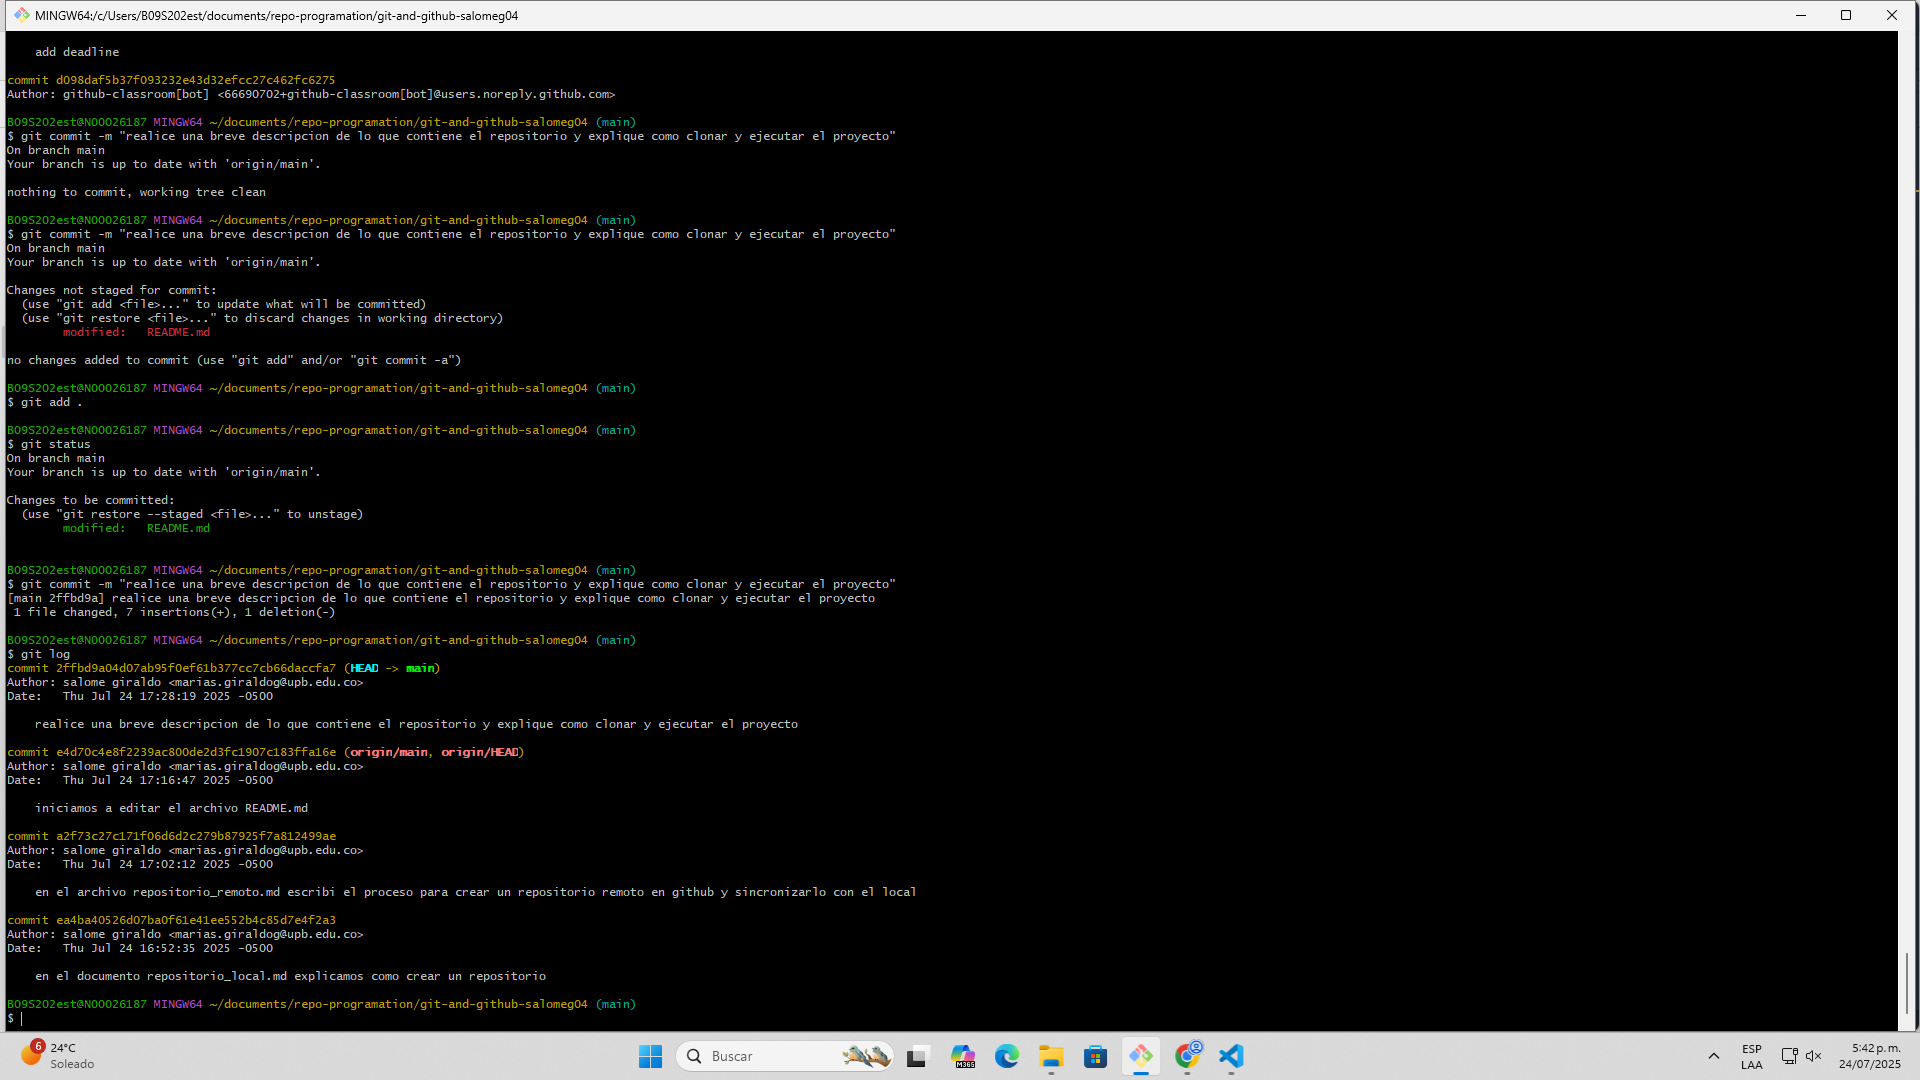 MINGW64:/c/Users/B09S202est/documents/repo-programation/git-and-github-salomeg04
add deadline
commit d098daf5b37f093232e43d32efcc27c462fc6275
Author: github-classroom[bot] <66690702+github-classroom[bot]@users.noreply.github.com>
B09S202est@N00026187 MINGW64 ~/documents/repo-programation/git-and-github-salomeg04 (main)
$ git commit -m "realice una breve descripcion de lo que contiene el repositorio y explique como clonar y ejecutar el proyecto"
On branch main
Your branch is up to date with 'origin/main'.
nothing to commit, working tree clean
B09S202est@N00026187 MINGW64 ~/documents/repo-programation/git-and-github-salomeg04 (main)
$ git commit -m "realice una breve descripcion de lo que contiene el repositorio y explique como clonar y ejecutar el proyecto"
On branch main
Your branch is up to date with 'origin/main'.
Changes not staged for commit:
  (use "git add <file>..." to update what will be committed)
  (use "git restore <file>..." to discard changes in working directory)
        modified:   README.md
no changes added to commit (use "git add" and/or "git commit -a")
B09S202est@N00026187 MINGW64 ~/documents/repo-programation/git-and-github-salomeg04 (main)
$ git add .
B09S202est@N00026187 MINGW64 ~/documents/repo-programation/git-and-github-salomeg04 (main)
$ git status
On branch main
Your branch is up to date with 'origin/main'.
Changes to be committed:
  (use "git restore --staged <file>..." to unstage)
        modified:   README.md
B09S202est@N00026187 MINGW64 ~/documents/repo-programation/git-and-github-salomeg04 (main)
$ git commit -m "realice una breve descripcion de lo que contiene el repositorio y explique como clonar y ejecutar el proyecto"
[main 2ffbd9a] realice una breve descripcion de lo que contiene el repositorio y explique como clonar y ejecutar el proyecto
 1 file changed, 7 insertions(+), 1 deletion(-)
B09S202est@N00026187 MINGW64 ~/documents/repo-programation/git-and-github-salomeg04 (main)
$ git log
commit 2ffbd9a04d07ab95f0ef61b377cc7cb66daccfa7 (HEAD -> main)
Author: salome giraldo <marias.giraldog@upb.edu.co>
Date:   Thu Jul 24 17:28:19 2025 -0500
    realice una breve descripcion de lo que contiene el repositorio y explique como clonar y ejecutar el proyecto
commit e4d70c4e8f2239ac800de2d3fc1907c183ffa16e (origin/main, origin/HEAD)
Author: salome giraldo <marias.giraldog@upb.edu.co>
Date:   Thu Jul 24 17:16:47 2025 -0500
    iniciamos a editar el archivo README.md
commit a2f73c27c171f06d6d2c279b87925f7a812499ae
Author: salome giraldo <marias.giraldog@upb.edu.co>
Date:   Thu Jul 24 17:02:12 2025 -0500
    en el archivo repositorio_remoto.md escribi el proceso para crear un repositorio remoto en github y sincronizarlo con el local
commit ea4ba40526d07ba0f61e41ee552b4c85d7e4f2a3
Author: salome giraldo <marias.giraldog@upb.edu.co>
Date:   Thu Jul 24 16:52:35 2025 -0500
    en el documento repositorio_local.md explicamos como crear un repositorio
B09S202est@N00026187 MINGW64 ~/documents/repo-programation/git-and-github-salomeg04 (main)
$
6
24°C
Soleado
Buscar
M365
ESP
LAA
5:42 p. m.
24/07/2025